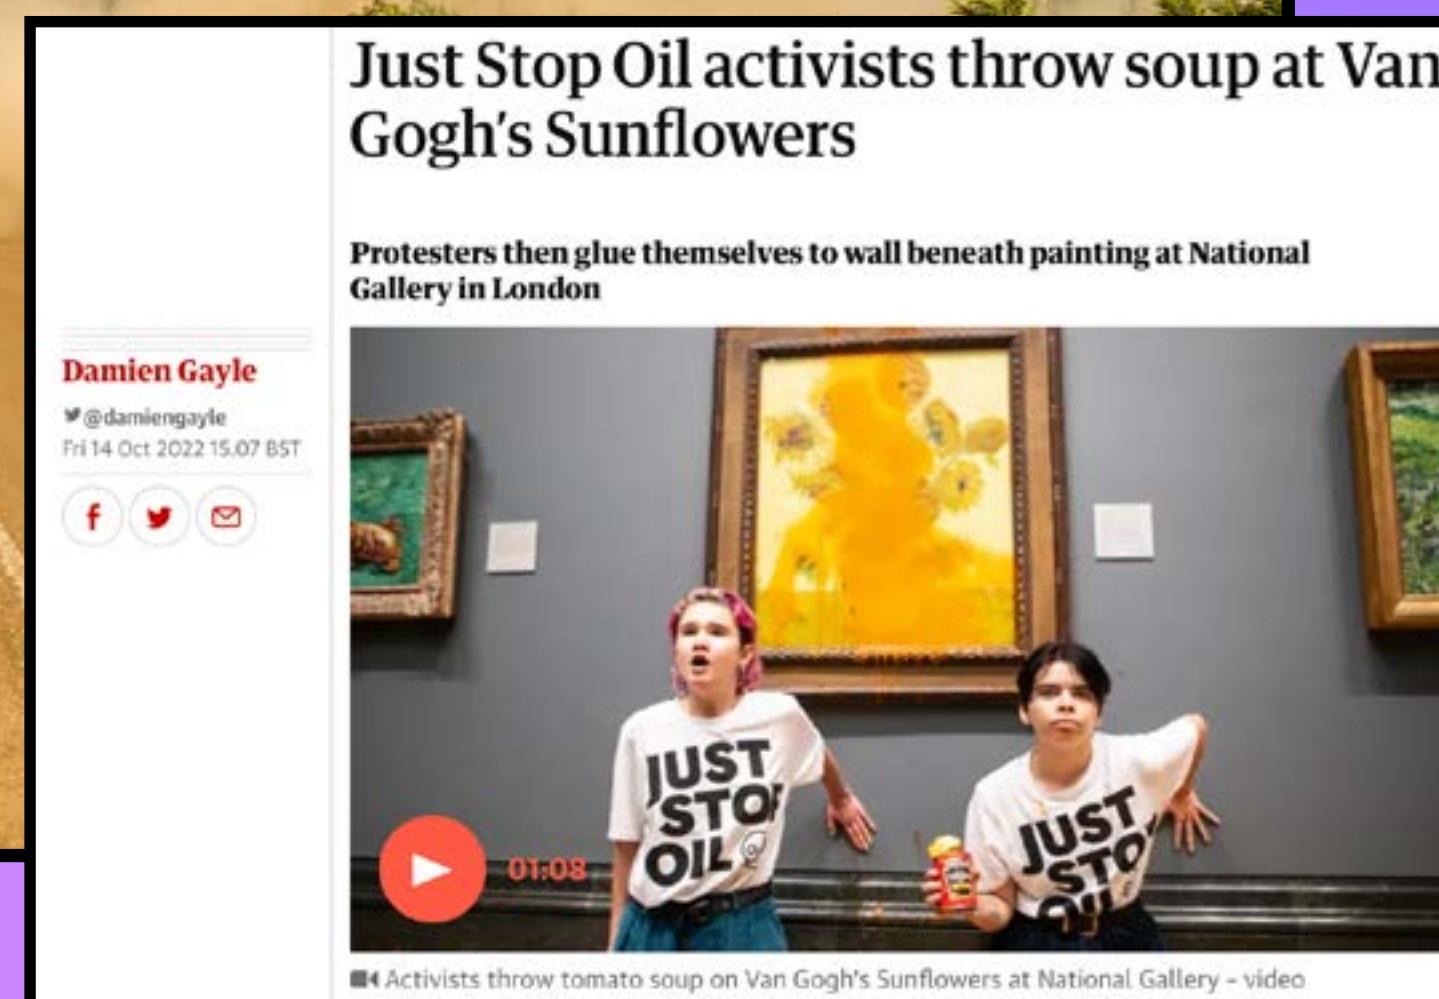 Just Stop Oil activists throw soup at Van
Gogh's Sunflowers
Protesters then glue themselves to wall beneath painting at National
Gallery in London
Damien Gayle
@damiengayle
Fri 14 Oct 2022 15.07 BST
JUST
STOP
OIL
JUST
STO
OIL
01:08
Activists throw tomato soup on Van Gogh's Sunflowers at National Gallery – video